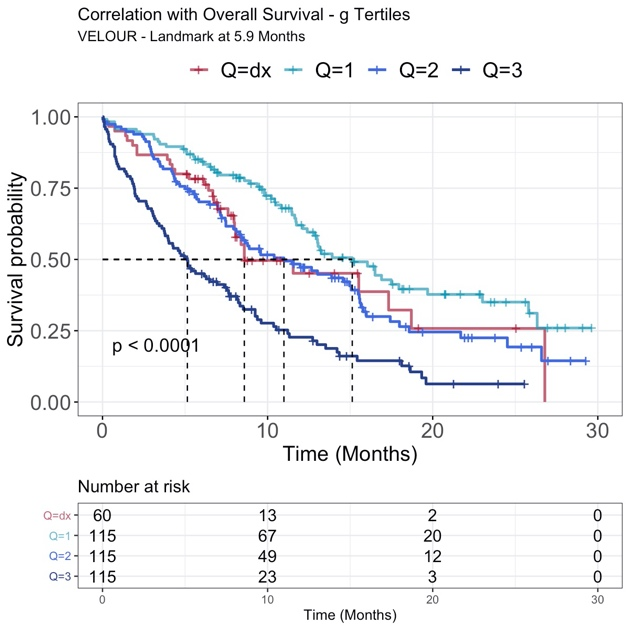 Correlation with Overall Survival - g Tertiles
VELOUR - Landmark at 5.9 Months
Q=dx Q=1 Q=2 Q=3
Survival probability
1.00
0.75
0.50
0.25
0.00
p < 0.0001
0 10 20 30
Time (Months)
Number at risk
Q=dx 60 13 2 0
Q=1 115 67 20 0
Q=2 115 49 12 0
Q=3 115 23 3 0
0 10 20 30
Time (Months)